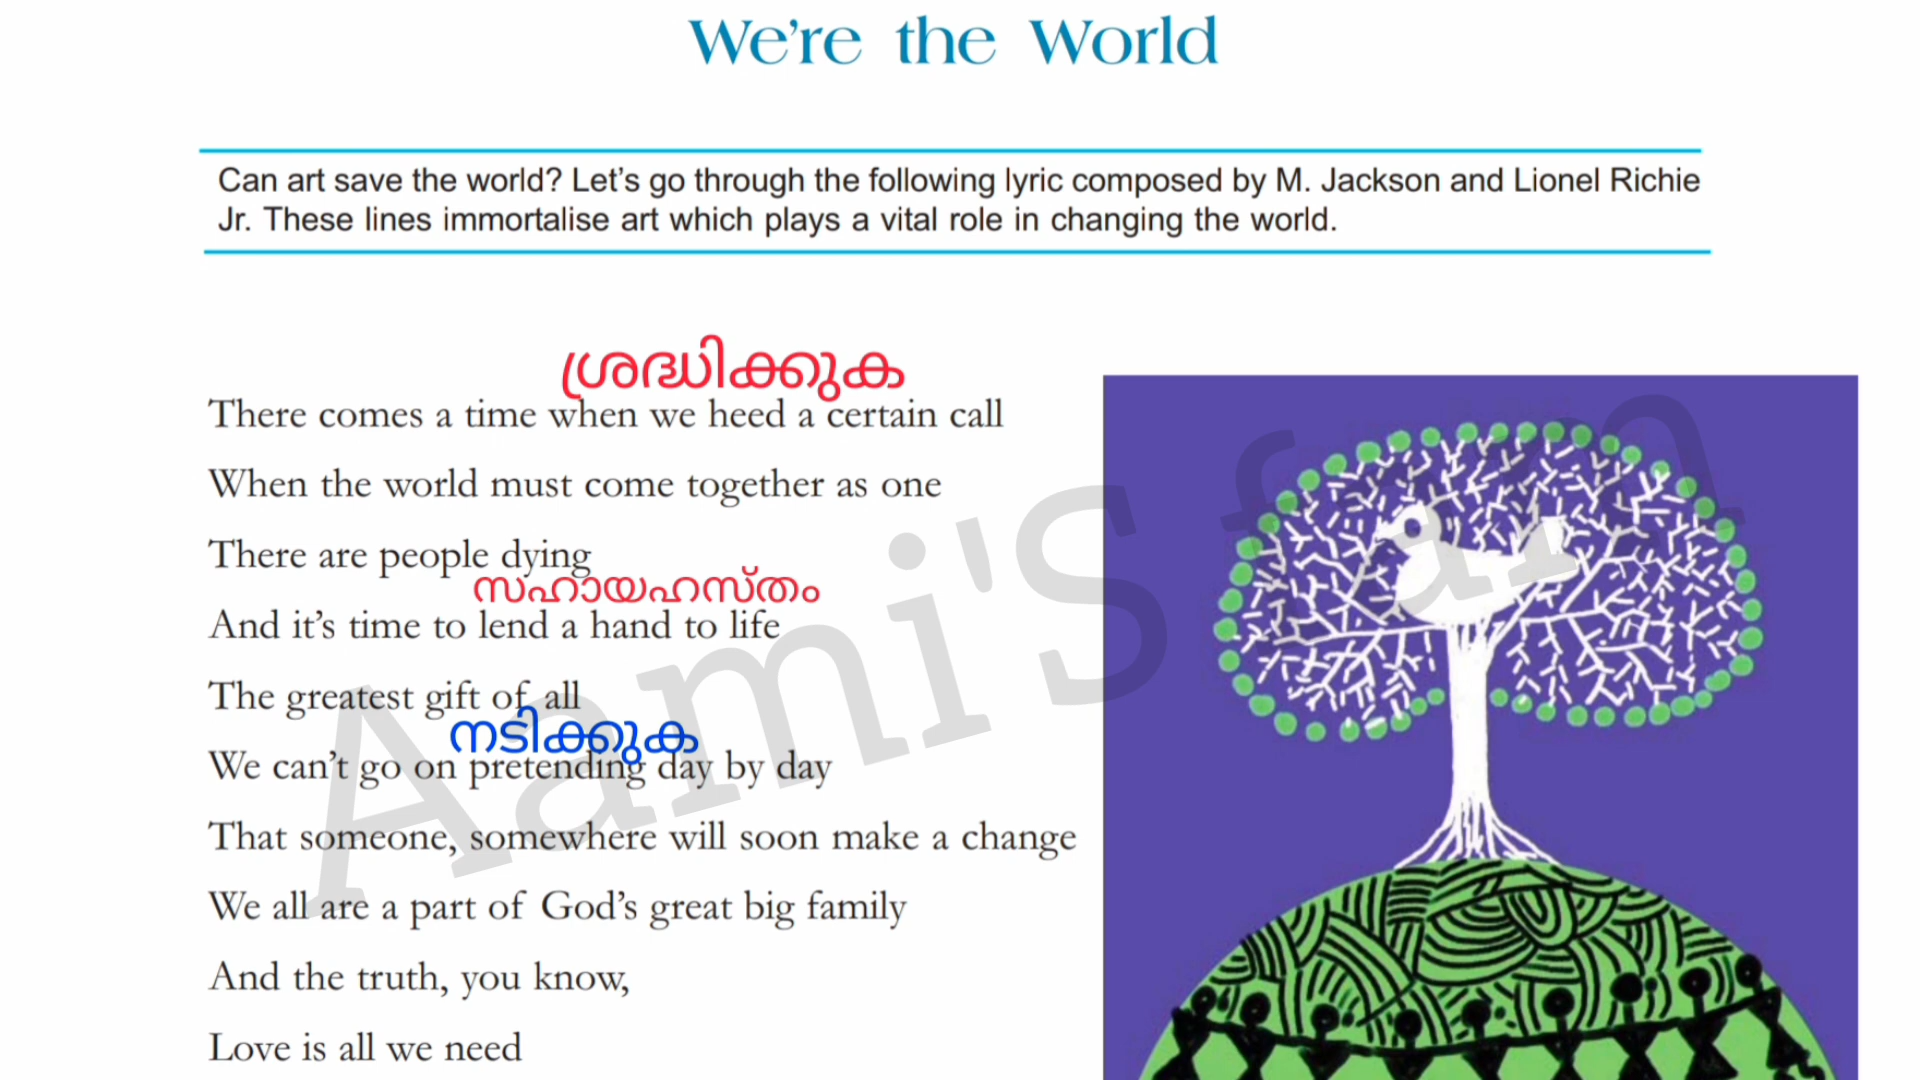 We're the World
Can art save the world? Let's go through the following lyric composed by M. Jackson and Lionel Richie
Jr. These lines immortalise art which plays a vital role in changing the world.
ശ്രദ്ധിക്കുക
There comes a time when we heed a certain call
When the world must come together as one
There are people dying
സഹായഹസ്തം
And it's time to lend a hand to life
The greatest gift of all
നടിക്കുക
We can't go on pretending day by day
That someone, somewhere will soon make a change
We all are a part of God's great big family
And the truth, you know,
Love is all we need
Aami'S fam